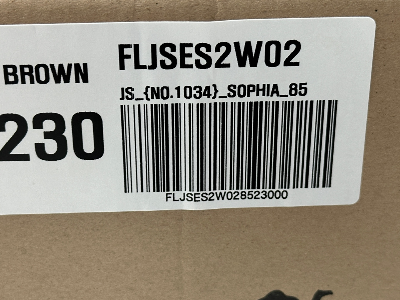 BROWN
FLJSES2W02
JS_{NO.1034}_SOPHIA_85
230
FLJSES2W028523000